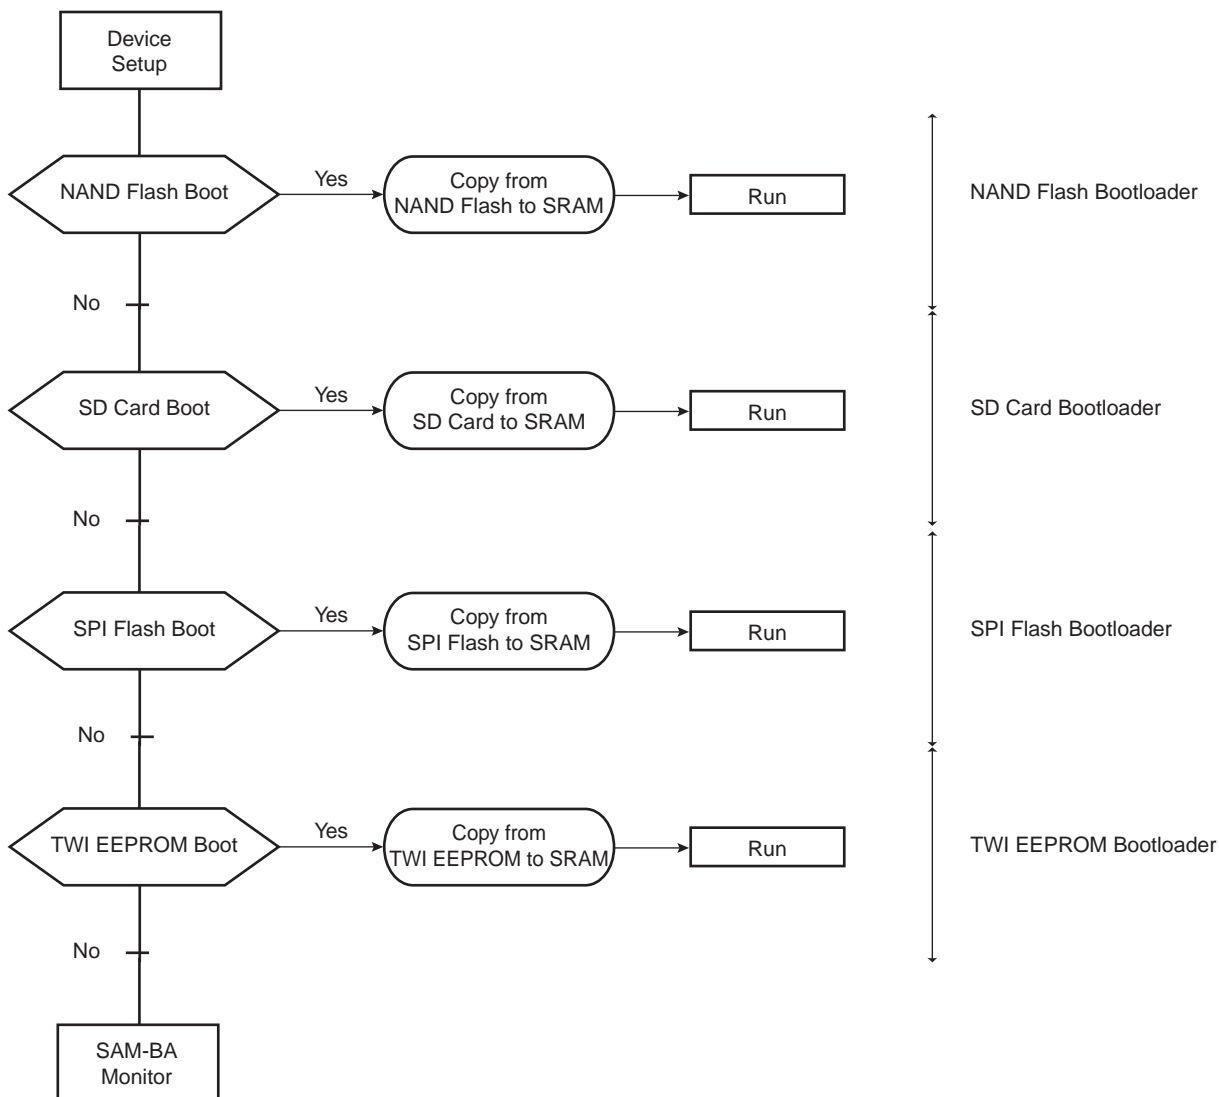 Device
Setup
NAND Flash Boot
Yes
Copy from
NAND Flash to SRAM
Run
NAND Flash Bootloader
No
SD Card Boot
Yes
Copy from
SD Card to SRAM
Run
SD Card Bootloader
No
SPI Flash Boot
Yes
Copy from
SPI Flash to SRAM
Run
SPI Flash Bootloader
No
TWI EEPROM Boot
Yes
Copy from
TWI EEPROM to SRAM
Run
TWI EEPROM Bootloader
No
SAM-BA
Monitor